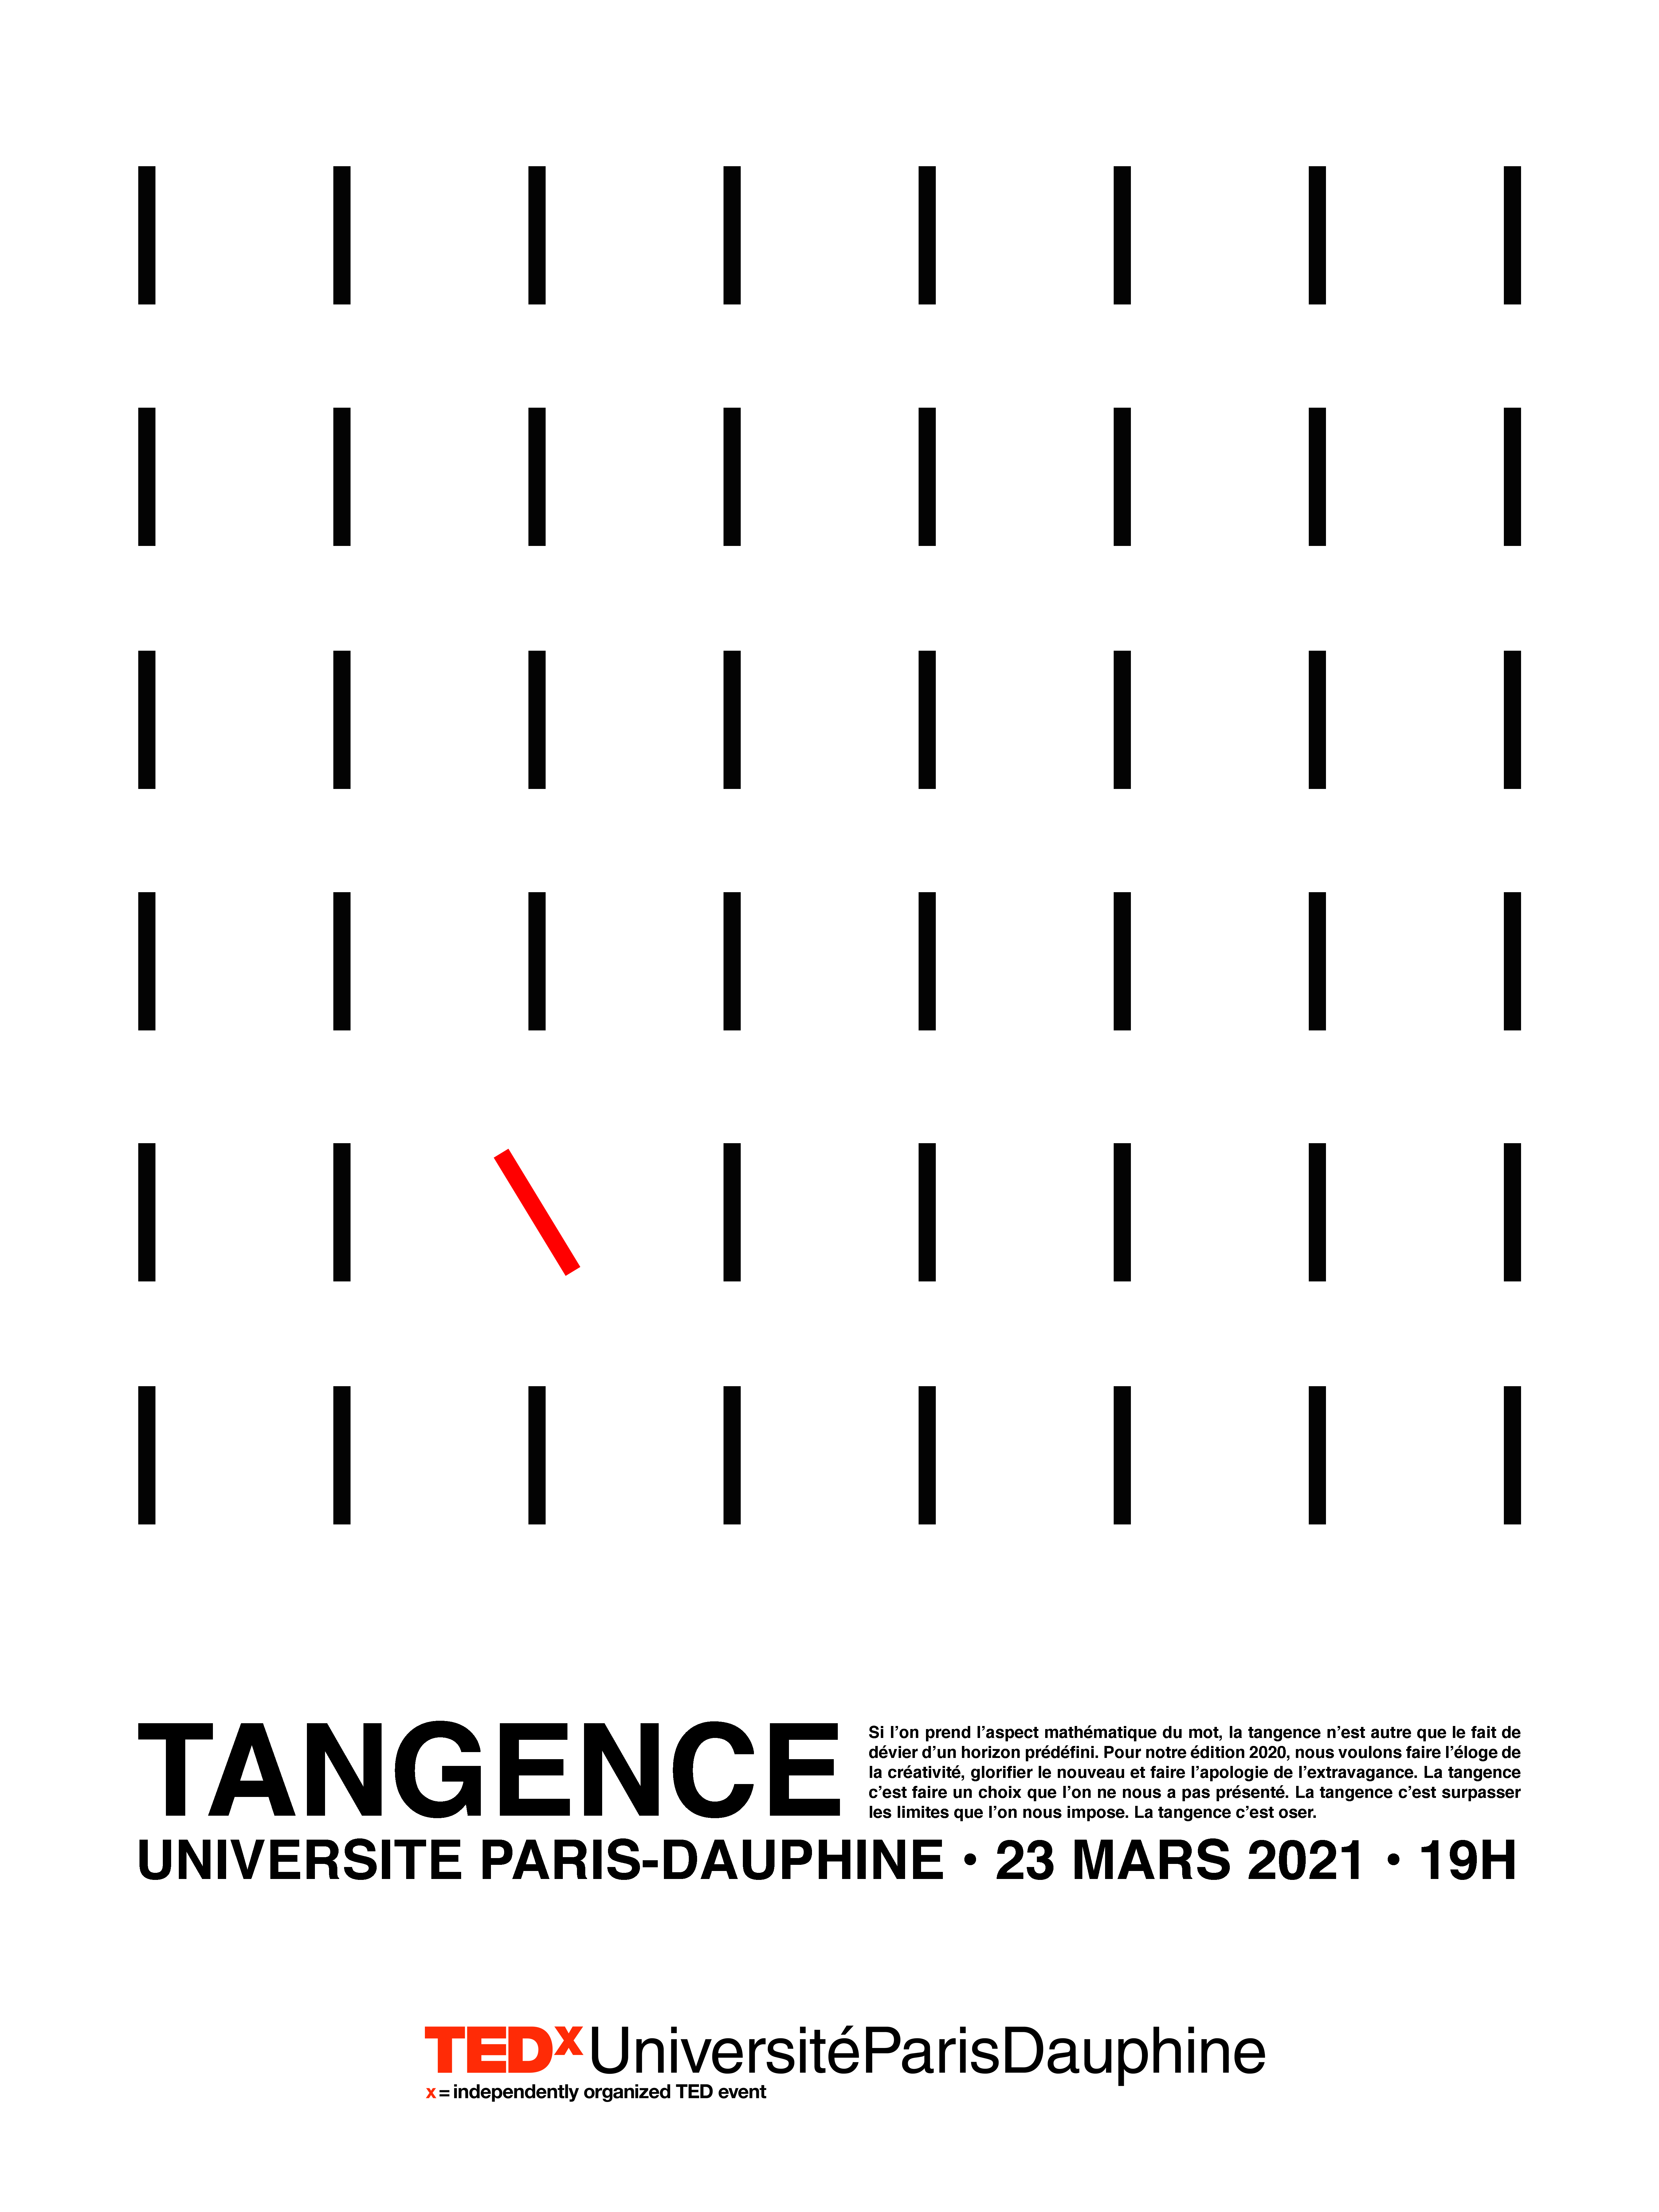 TANGENCE
Si l’on prend l’aspect mathématique du mot, la tangence n’est autre que le fait de
dévier d’un horizon prédéfini. Pour notre édition 2020, nous voulons faire l’éloge de
la créativité, glorifier le nouveau et faire l’apologie de l’extravagance. La tangence
c’est faire un choix que l’on ne nous a pas présenté. La tangence c’est surpasser
les limites que l’on nous impose. La tangence c’est oser.
UNIVERSITE PARIS-DAUPHINE • 23 MARS 2021 • 19H
TEDxUniversitéParisDauphine
x = independently organized TED event